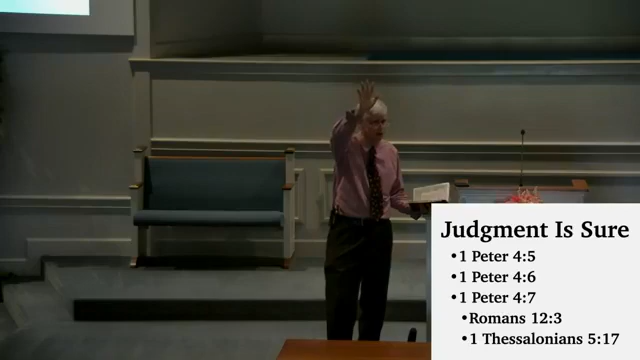 Judgment Is Sure
•1 Peter 4:5
•1 Peter 4:6
•1 Peter 4:7
•Romans 12:3
•1 Thessalonians 5:17